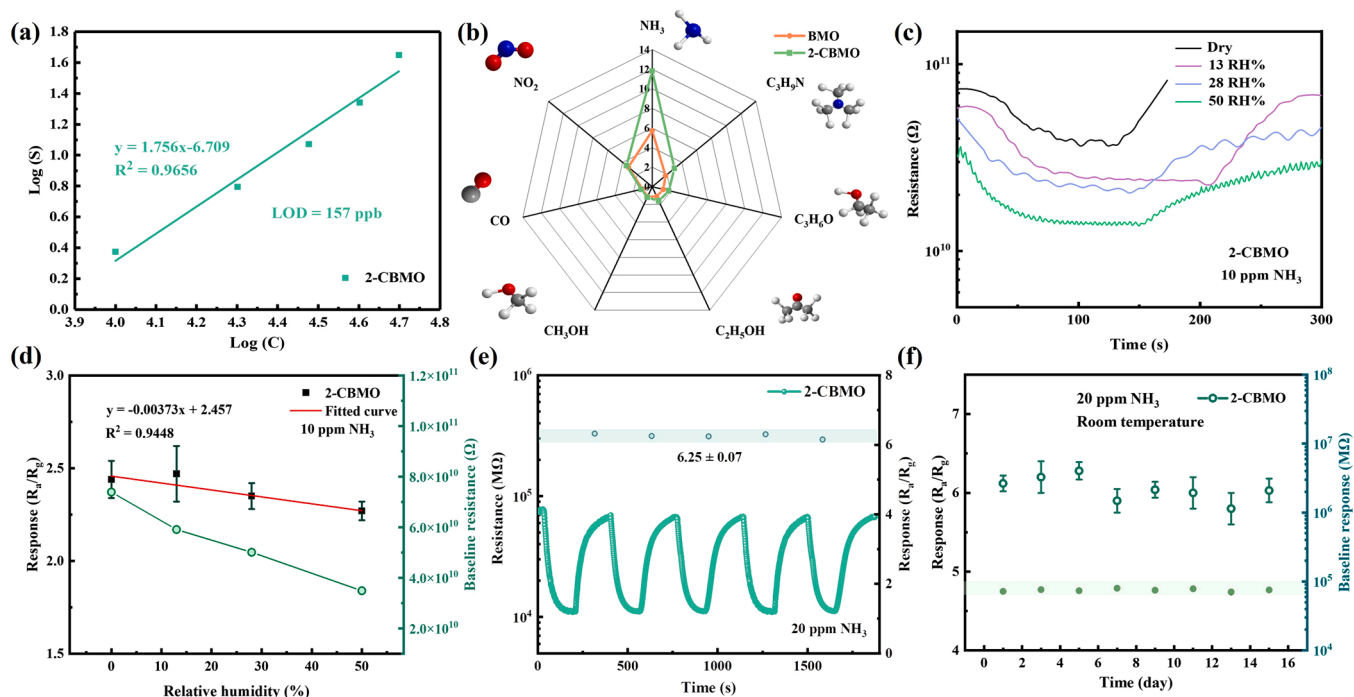 (a)
1.8
1.6
1.4
1.2
1.0
0.8
0.6
0.4
0.2
0.0
Log (S)
y = 1.756x-6.709
R² = 0.9656
LOD = 157 ppb
2-CBMO
3.9
4.0
4.1
4.2
4.3
4.4
4.5
4.6
4.7
4.8
Log (C)
(b)
NH₃
BMO
2-CBMO
14
12
10
8
6
4
2
0
NO₂
C₃H₉N
CO
C₃H₆O
CH₃OH
C₂H₅OH
(c)
Dry
13 RH%
28 RH%
50 RH%
10¹¹
10¹⁰
Resistance (Ω)
2-CBMO
10 ppm NH₃
0
100
200
300
Time (s)
(d)
3.0
2.5
2.0
1.5
Response (Rₐ/R_g)
y = -0.00373x + 2.457
R² = 0.9448
2-CBMO
Fitted curve
10 ppm NH₃
1.2×10¹¹
1.0×10¹¹
8.0×10¹⁰
6.0×10¹⁰
4.0×10¹⁰
2.0×10¹⁰
Baseline resistance (Ω)
0
10
20
30
40
50
Relative humidity (%)
(e)
10⁶
10⁵
10⁴
Resistance (MΩ)
2-CBMO
6.25 ± 0.07
20 ppm NH₃
8
6
4
2
0
Response (Rₐ/R_g)
0
500
1000
1500
Time (s)
(f)
7
6
5
4
Response (Rₐ/R_g)
20 ppm NH₃
2-CBMO
Room temperature
10⁸
10⁷
10⁶
10⁵
10⁴
Baseline response (MΩ)
0
2
4
6
8
10
12
14
16
Time (day)